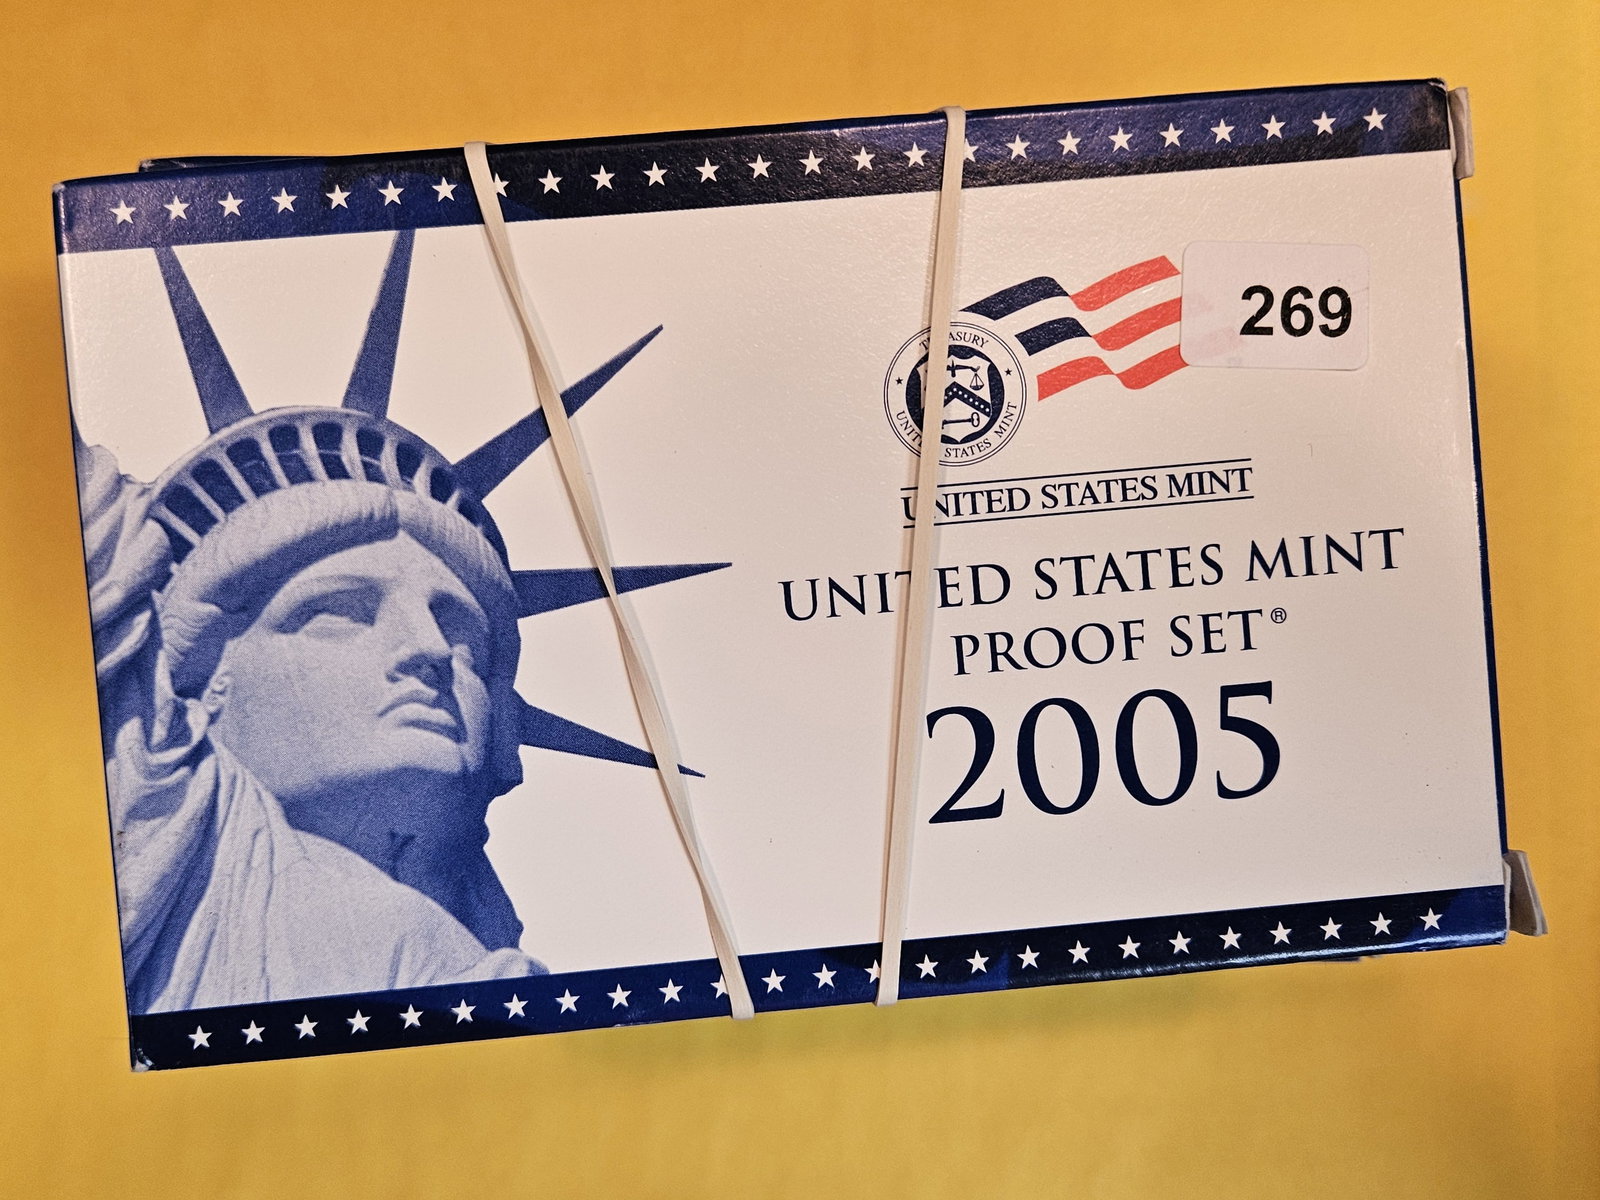 269
TREASURY
UNITED STATES MINT
UNITED STATES MINT
UNITED STATES MINT
PROOF SET®
2005